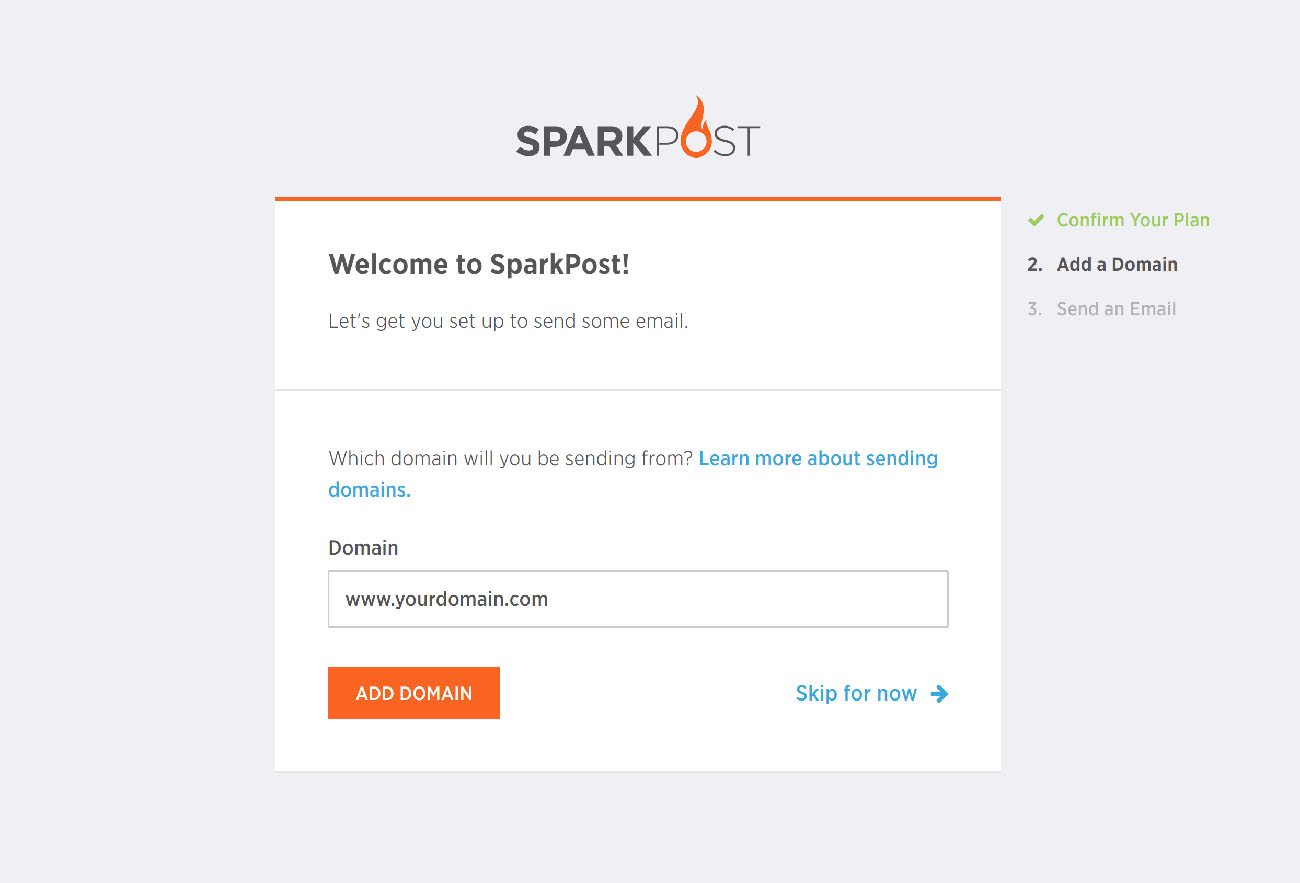 SPARKPOST
Welcome to SparkPost!
Let's get you set up to send some email.
Which domain will you be sending from? Learn more about sending
domains.
Domain
www.yourdomain.com
ADD DOMAIN
Skip for now
Confirm Your Plan
2. Add a Domain
3. Send an Email